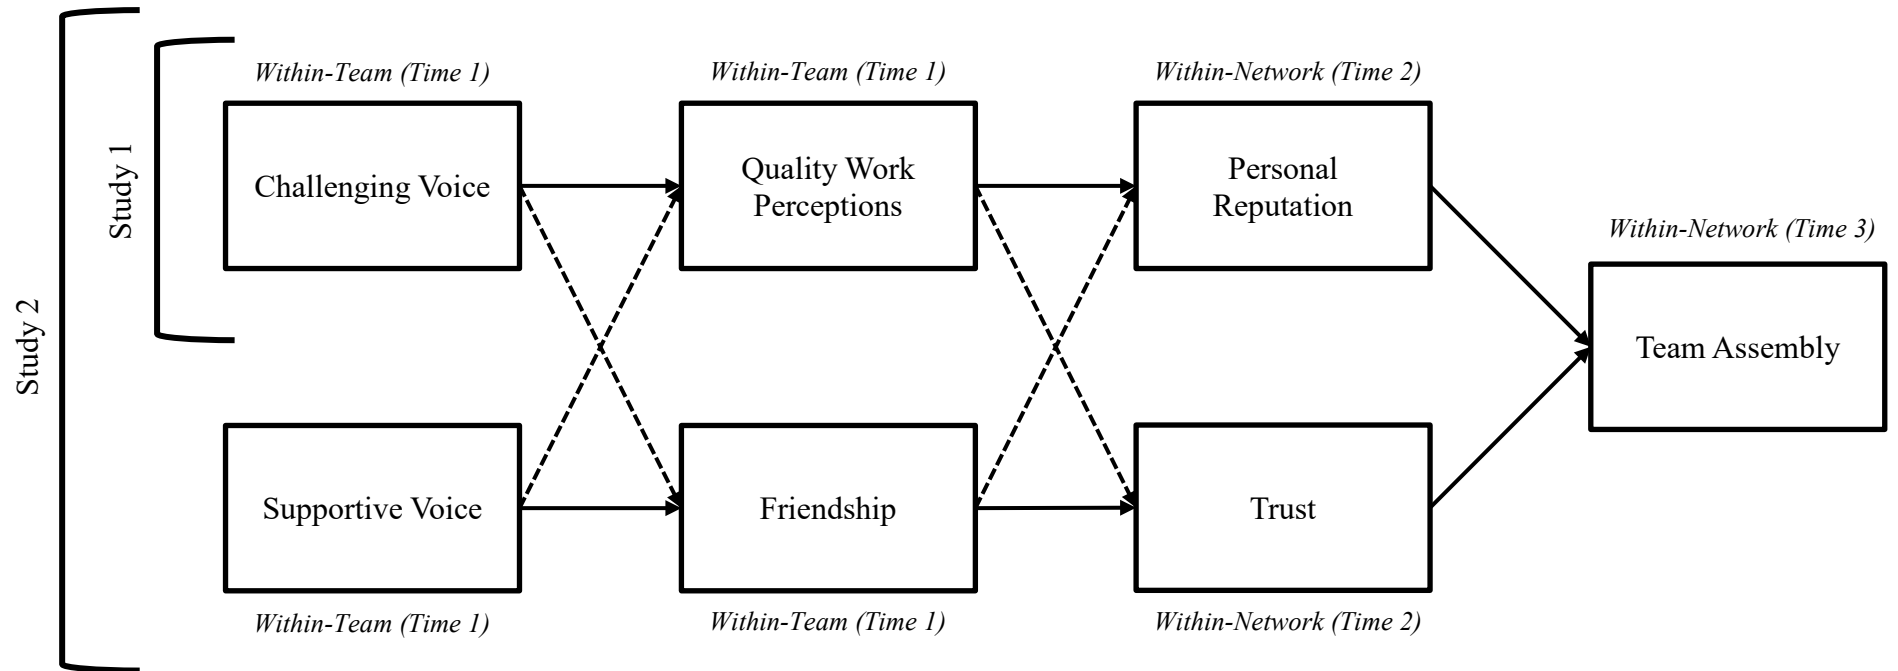 Study 2
Study 1
Within-Team (Time 1)
Within-Team (Time 1)
Within-Network (Time 2)
Challenging Voice
Quality Work
Perceptions
Personal
Reputation
Within-Network (Time 3)
Team Assembly
Supportive Voice
Friendship
Trust
Within-Team (Time 1)
Within-Team (Time 1)
Within-Network (Time 2)